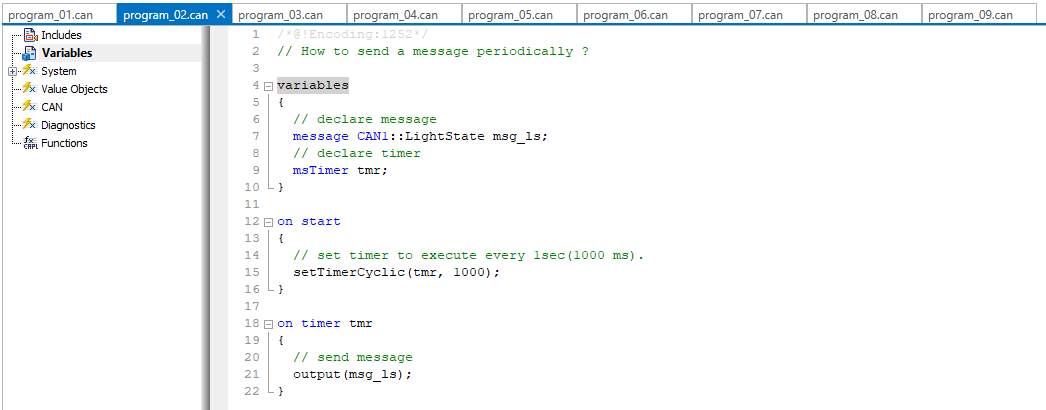 program_01.can program_02.can × program_03.can program_04.can program_05.can program_06.can program_07.can program_08.can program_09.can
Includes
Variables
System
Value Objects
CAN
Diagnostics
Functions
1 /*@!Encoding:1252*/
2 // How to send a message periodically ?
3
4 variables
5 {
6 // declare message
7 message CAN1::LightState msg_ls;
8 // declare timer
9 msTimer tmr;
10 }
11
12 on start
13 {
14 // set timer to execute every 1sec(1000 ms).
15 setTimerCyclic(tmr, 1000);
16 }
17
18 on timer tmr
19 {
20 // send message
21 output(msg_ls);
22 }